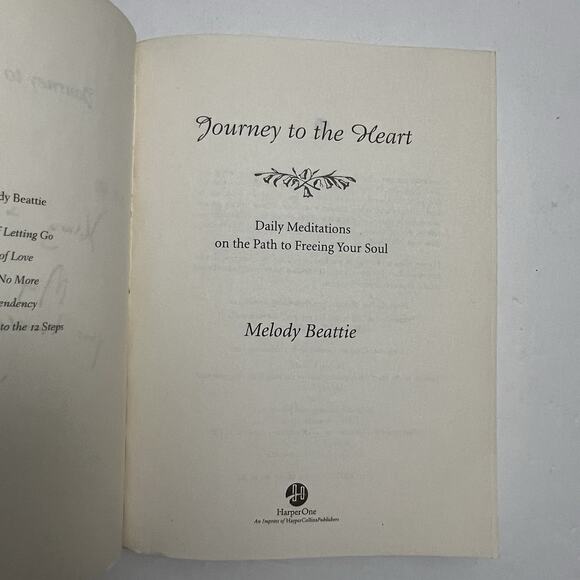 dy Beattie
f Letting Go
of Love
No More
endency
to the 12 Steps
Journey to the Heart
Daily Meditations
on the Path to Freeing Your Soul
Melody Beattie
HarperOne
An Imprint of HarperCollinsPublishers